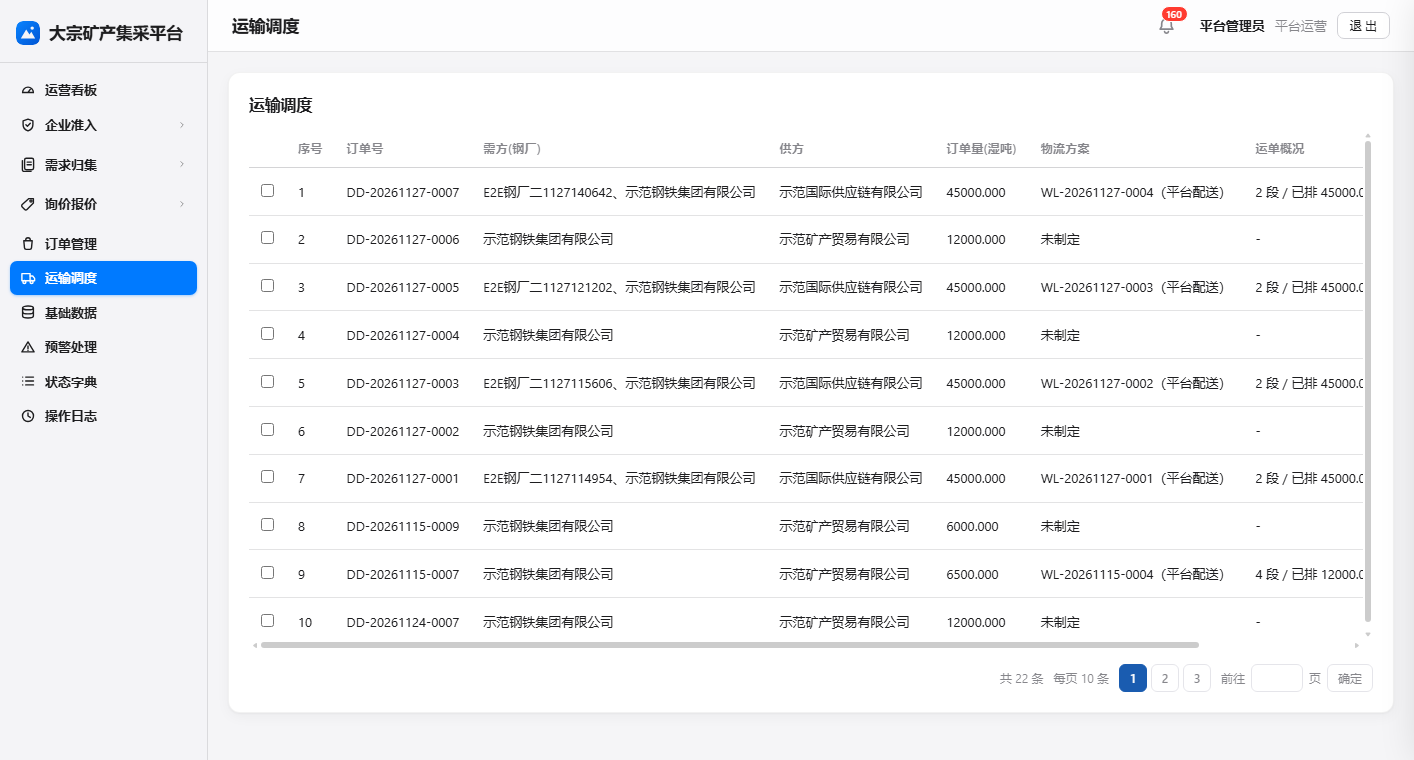 大宗矿产集采平台
运输调度
160
平台管理员 平台运营 退出
运营看板
企业准入
需求归集
询价报价
订单管理
运输调度
基础数据
预警处理
状态字典
操作日志
运输调度
序号 订单号 需方(钢厂) 供方 订单量(湿吨) 物流方案 运单概况
1 DD-20261127-0007 E2E钢厂二1127140642、示范钢铁集团有限公司 示范国际供应链有限公司 45000.000 WL-20261127-0004（平台配送） 2 段 / 已排 45000.0
2 DD-20261127-0006 示范钢铁集团有限公司 示范矿产贸易有限公司 12000.000 未制定 -
3 DD-20261127-0005 E2E钢厂二1127121202、示范钢铁集团有限公司 示范国际供应链有限公司 45000.000 WL-20261127-0003（平台配送） 2 段 / 已排 45000.0
4 DD-20261127-0004 示范钢铁集团有限公司 示范矿产贸易有限公司 12000.000 未制定 -
5 DD-20261127-0003 E2E钢厂二1127115606、示范钢铁集团有限公司 示范国际供应链有限公司 45000.000 WL-20261127-0002（平台配送） 2 段 / 已排 45000.0
6 DD-20261127-0002 示范钢铁集团有限公司 示范矿产贸易有限公司 12000.000 未制定 -
7 DD-20261127-0001 E2E钢厂二1127114954、示范钢铁集团有限公司 示范国际供应链有限公司 45000.000 WL-20261127-0001（平台配送） 2 段 / 已排 45000.0
8 DD-20261115-0009 示范钢铁集团有限公司 示范矿产贸易有限公司 6000.000 未制定 -
9 DD-20261115-0007 示范钢铁集团有限公司 示范矿产贸易有限公司 6500.000 WL-20261115-0004（平台配送） 4 段 / 已排 12000.0
10 DD-20261124-0007 示范钢铁集团有限公司 示范矿产贸易有限公司 12000.000 未制定 -
共 22 条 每页 10 条 1 2 3 前往 页 确定